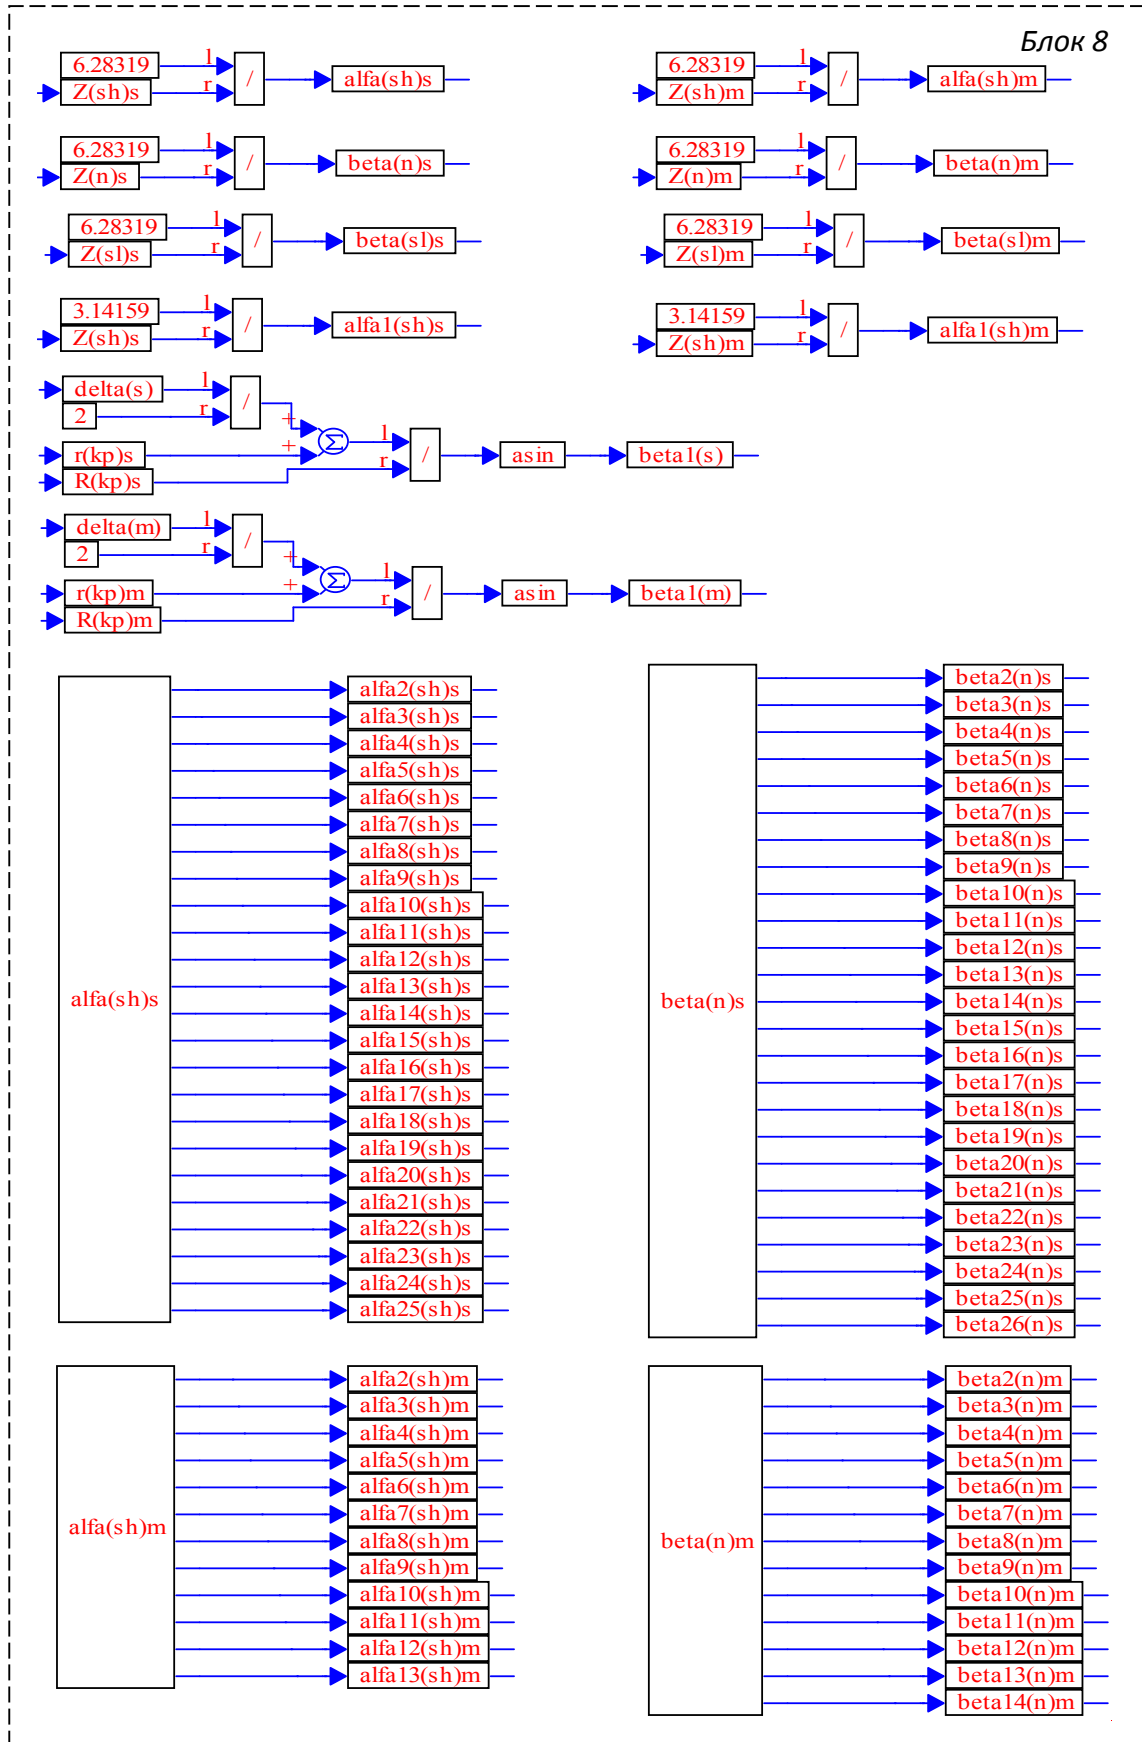 Блок 8
6.28319 l / alfa(sh)s
Z(sh)s r
6.28319 l / beta(n)s
Z(n)s r
6.28319 l / beta(sl)s
Z(sl)s r
3.14159 l / alfa1(sh)s
Z(sh)s r
6.28319 l / alfa(sh)m
Z(sh)m r
6.28319 l / beta(n)m
Z(n)m r
6.28319 l / beta(sl)m
Z(sl)m r
3.14159 l / alfa1(sh)m
Z(sh)m r
delta(s) l /
2 r +
r(kp)s + Σ l / asin beta1(s)
R(kp)s r
delta(m) l /
2 r +
r(kp)m + Σ l / asin beta1(m)
R(kp)m r
alfa(sh)s
alfa2(sh)s
alfa3(sh)s
alfa4(sh)s
alfa5(sh)s
alfa6(sh)s
alfa7(sh)s
alfa8(sh)s
alfa9(sh)s
alfa10(sh)s
alfa11(sh)s
alfa12(sh)s
alfa13(sh)s
alfa14(sh)s
alfa15(sh)s
alfa16(sh)s
alfa17(sh)s
alfa18(sh)s
alfa19(sh)s
alfa20(sh)s
alfa21(sh)s
alfa22(sh)s
alfa23(sh)s
alfa24(sh)s
alfa25(sh)s
beta(n)s
beta2(n)s
beta3(n)s
beta4(n)s
beta5(n)s
beta6(n)s
beta7(n)s
beta8(n)s
beta9(n)s
beta10(n)s
beta11(n)s
beta12(n)s
beta13(n)s
beta14(n)s
beta15(n)s
beta16(n)s
beta17(n)s
beta18(n)s
beta19(n)s
beta20(n)s
beta21(n)s
beta22(n)s
beta23(n)s
beta24(n)s
beta25(n)s
beta26(n)s
alfa(sh)m
alfa2(sh)m
alfa3(sh)m
alfa4(sh)m
alfa5(sh)m
alfa6(sh)m
alfa7(sh)m
alfa8(sh)m
alfa9(sh)m
alfa10(sh)m
alfa11(sh)m
alfa12(sh)m
alfa13(sh)m
beta(n)m
beta2(n)m
beta3(n)m
beta4(n)m
beta5(n)m
beta6(n)m
beta7(n)m
beta8(n)m
beta9(n)m
beta10(n)m
beta11(n)m
beta12(n)m
beta13(n)m
beta14(n)m